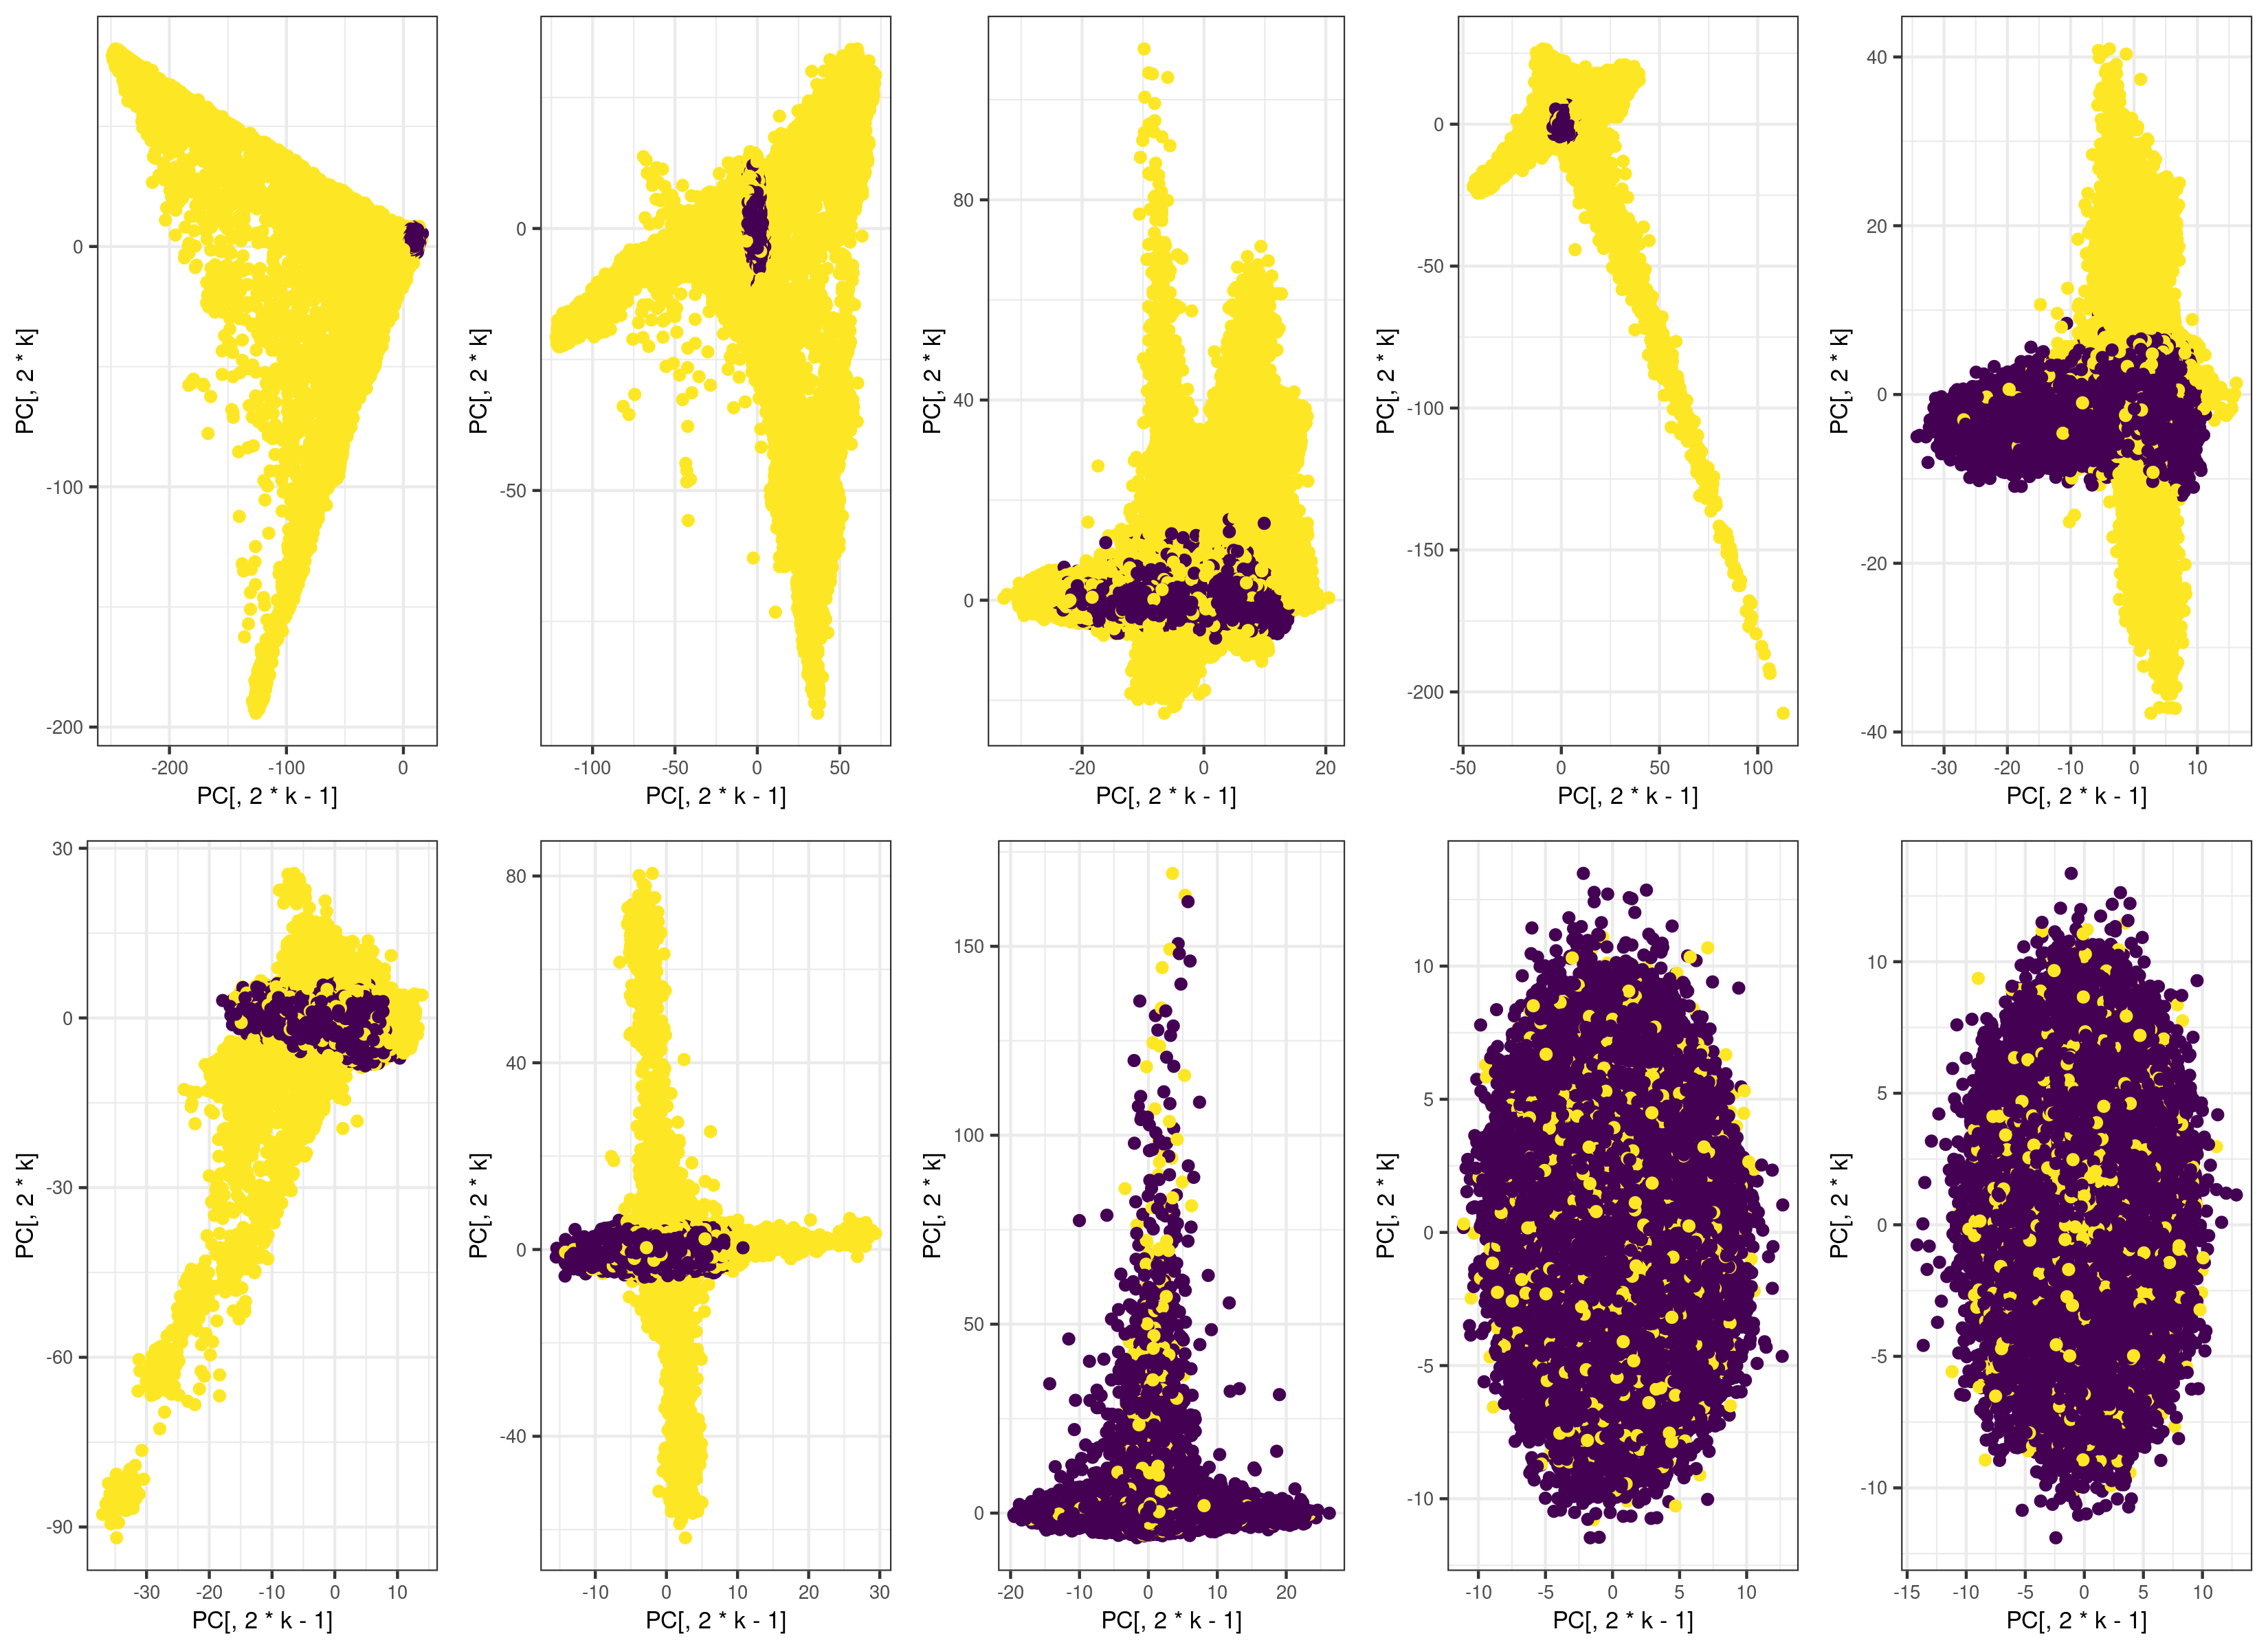 0
-100
-200
-200 -100 0
PC[, 2 * k]
PC[, 2 * k - 1]
0
-50
-100 -50 0 50
PC[, 2 * k]
PC[, 2 * k - 1]
80
40
0
-20 0 20
PC[, 2 * k]
PC[, 2 * k - 1]
0
-50
-100
-150
-200
-50 0 50 100
PC[, 2 * k]
PC[, 2 * k - 1]
40
20
0
-20
-40
-30 -20 -10 0 10
PC[, 2 * k]
PC[, 2 * k - 1]
30
0
-30
-60
-90
-30 -20 -10 0 10
PC[, 2 * k]
PC[, 2 * k - 1]
80
40
0
-40
-10 0 10 20 30
PC[, 2 * k]
PC[, 2 * k - 1]
150
100
50
0
-20 -10 0 10 20
PC[, 2 * k]
PC[, 2 * k - 1]
10
5
0
-5
-10
-10 -5 0 5 10
PC[, 2 * k]
PC[, 2 * k - 1]
10
5
0
-5
-10
-15 -10 -5 0 5 10
PC[, 2 * k]
PC[, 2 * k - 1]